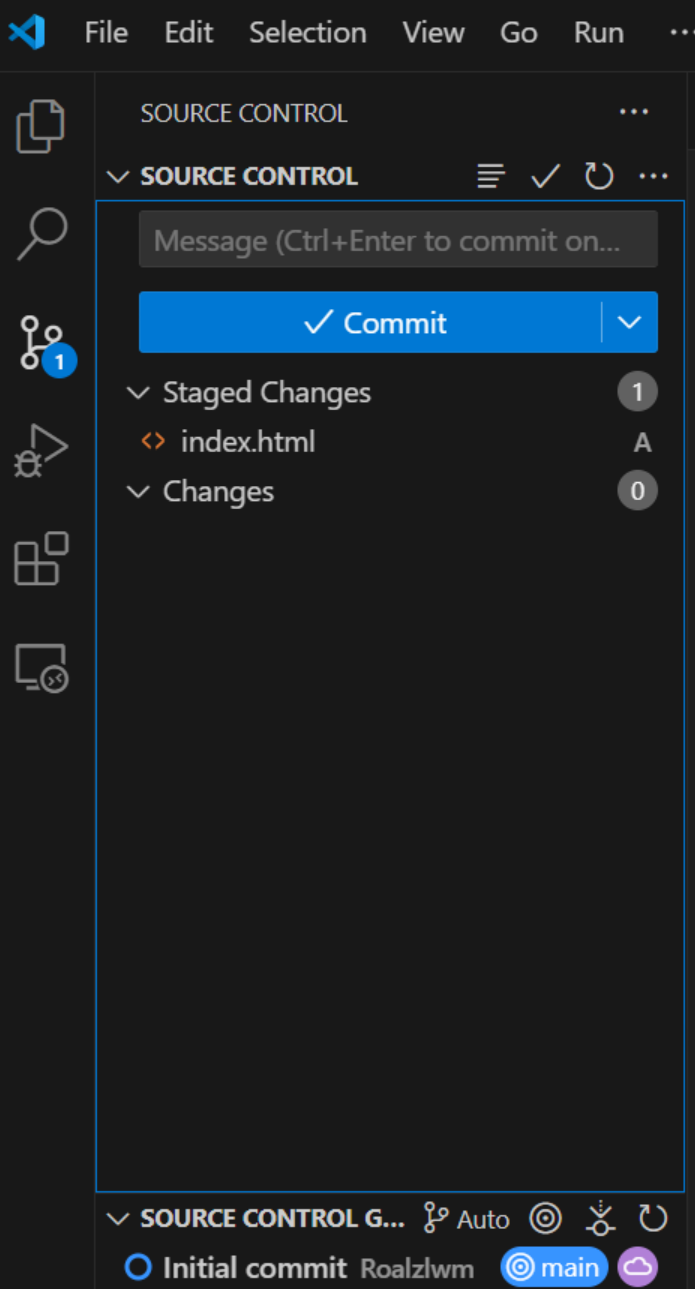 File Edit Selection View Go Run ...
SOURCE CONTROL
SOURCE CONTROL
Message (Ctrl+Enter to commit on...
Commit
1
Staged Changes 1
index.html A
Changes 0
SOURCE CONTROL G... Auto
Initial commit Roalzlwm main